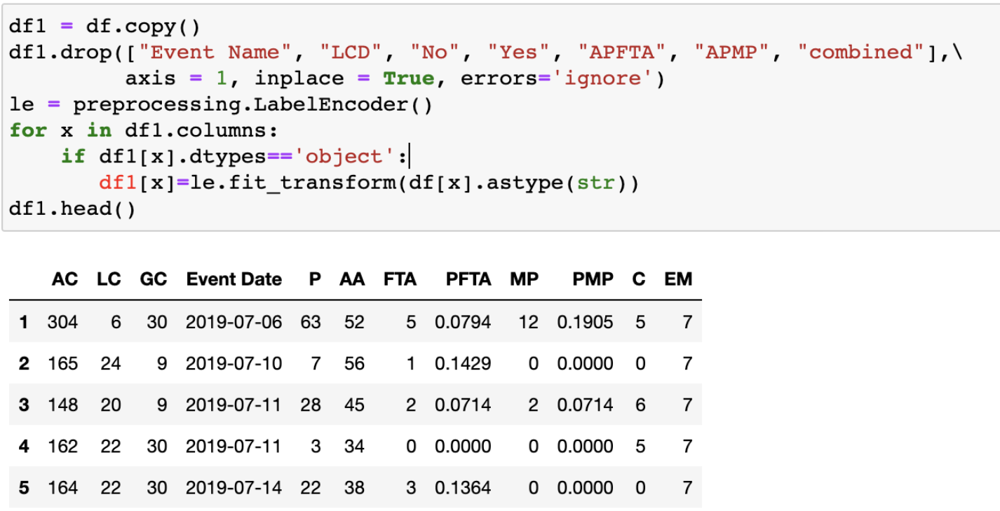 df1 = df.copy()
df1.drop(["Event Name", "LCD", "No", "Yes", "APFTA", "APMP", "combined"],\
         axis = 1, inplace = True, errors='ignore')
le = preprocessing.LabelEncoder()
for x in df1.columns:
    if df1[x].dtypes=='object':
       df1[x]=le.fit_transform(df[x].astype(str))
df1.head()
AC LC GC Event Date P AA FTA PFTA MP PMP C EM
1 304 6 30 2019-07-06 63 52 5 0.0794 12 0.1905 5 7
2 165 24 9 2019-07-10 7 56 1 0.1429 0 0.0000 0 7
3 148 20 9 2019-07-11 28 45 2 0.0714 2 0.0714 6 7
4 162 22 30 2019-07-11 3 34 0 0.0000 0 0.0000 5 7
5 164 22 30 2019-07-14 22 38 3 0.1364 0 0.0000 0 7